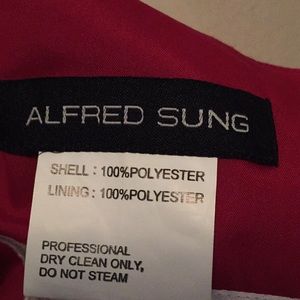 ALFRED SUNG
SHELL : 100%POLYESTER
LINING : 100%POLYESTER
PROFESSIONAL
DRY CLEAN ONLY,
DO NOT STEAM